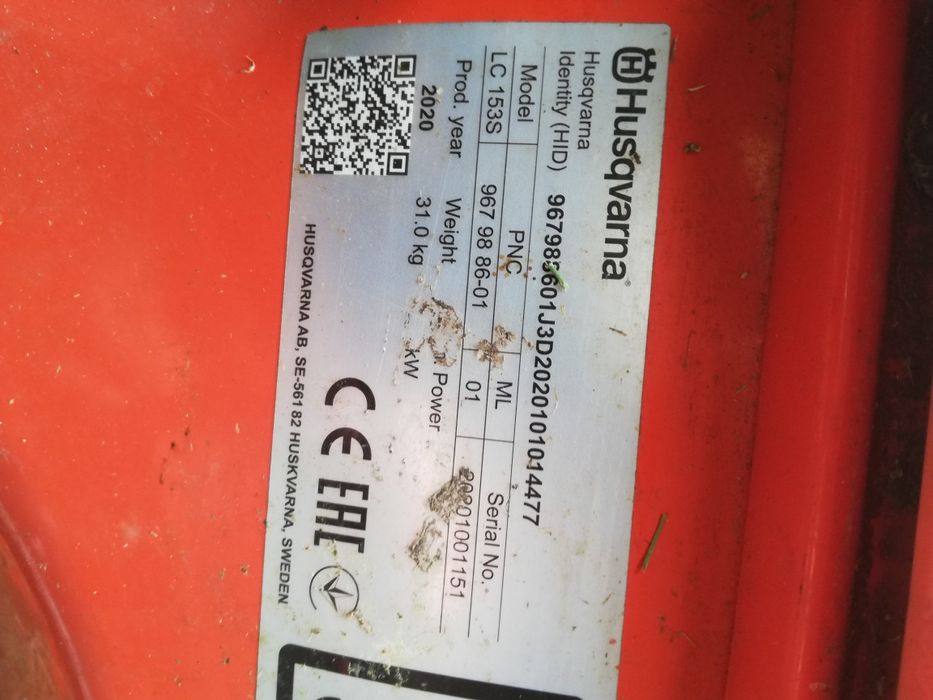 Husqvarna
Husqvarna
Identity (HID)
Model PNC ML Serial No.
LC 153S 967 98 86-01 01 20201001151
Prod. year Weight Power
2020 31.0 kg kW
CE EAC
HUSQVARNA AB, SE-561 82 HUSKVARNA, SWEDEN